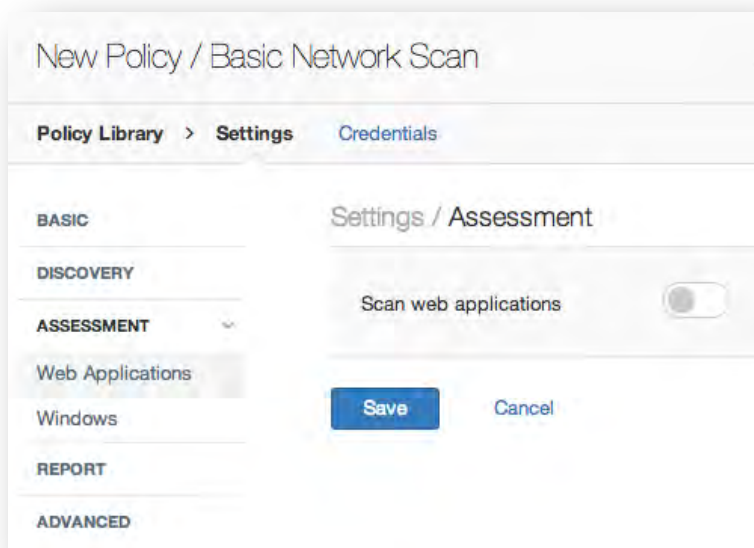 New Policy / Basic Network Scan
Policy Library > Settings Credentials
BASIC
DISCOVERY
ASSESSMENT
Web Applications
Windows
REPORT
ADVANCED
Settings / Assessment
Scan web applications
Save Cancel